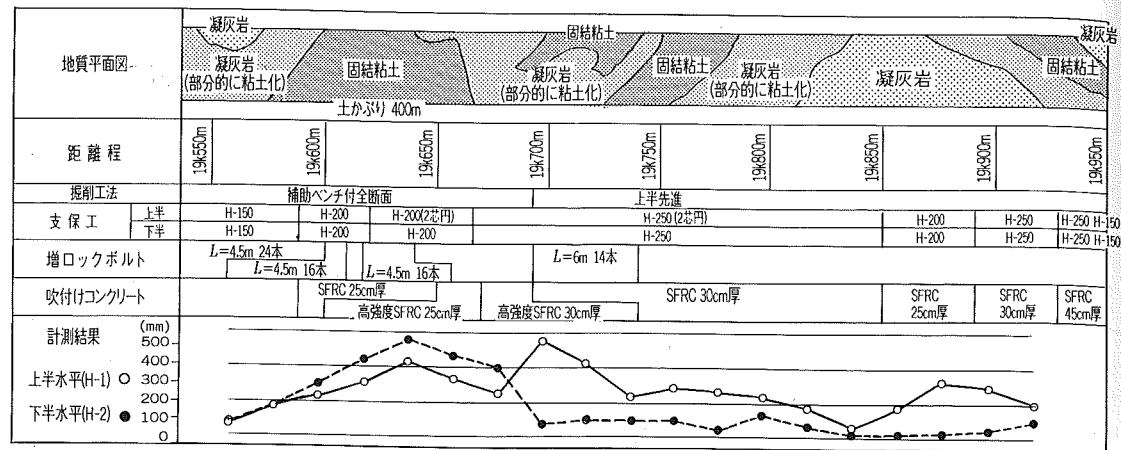 地質平面図
凝灰岩
凝灰岩
(部分的に粘土化)
固結粘土
固結粘土
凝灰岩
(部分的に粘土化)
固結粘土
凝灰岩
(部分的に粘土化)
凝灰岩
凝灰岩
固結粘土
土かぶり 400m
距離程
19k550m
19k600m
19k650m
19k700m
19k750m
19k800m
19k850m
19k900m
19k950m
掘削工法
補助ベンチ付全断面
上半先進
支保工
上半
H-150
H-200
H-200(2芯円)
H-250(2芯円)
H-200
H-250
H-250 H-150
下半
H-150
H-200
H-200
H-250
H-200
H-250
H-250 H-150
増ロックボルト
L=4.5m 24本
L=4.5m 16本
L=4.5m 16本
L=6m 14本
吹付けコンクリート
SFRC 25cm厚
高強度SFRC 25cm厚
高強度SFRC 30cm厚
SFRC 30cm厚
SFRC
25cm厚
SFRC
30cm厚
SFRC
45cm厚
計測結果
(mm)
500
400
300
200
100
0
上半水平(H-1)
下半水平(H-2)